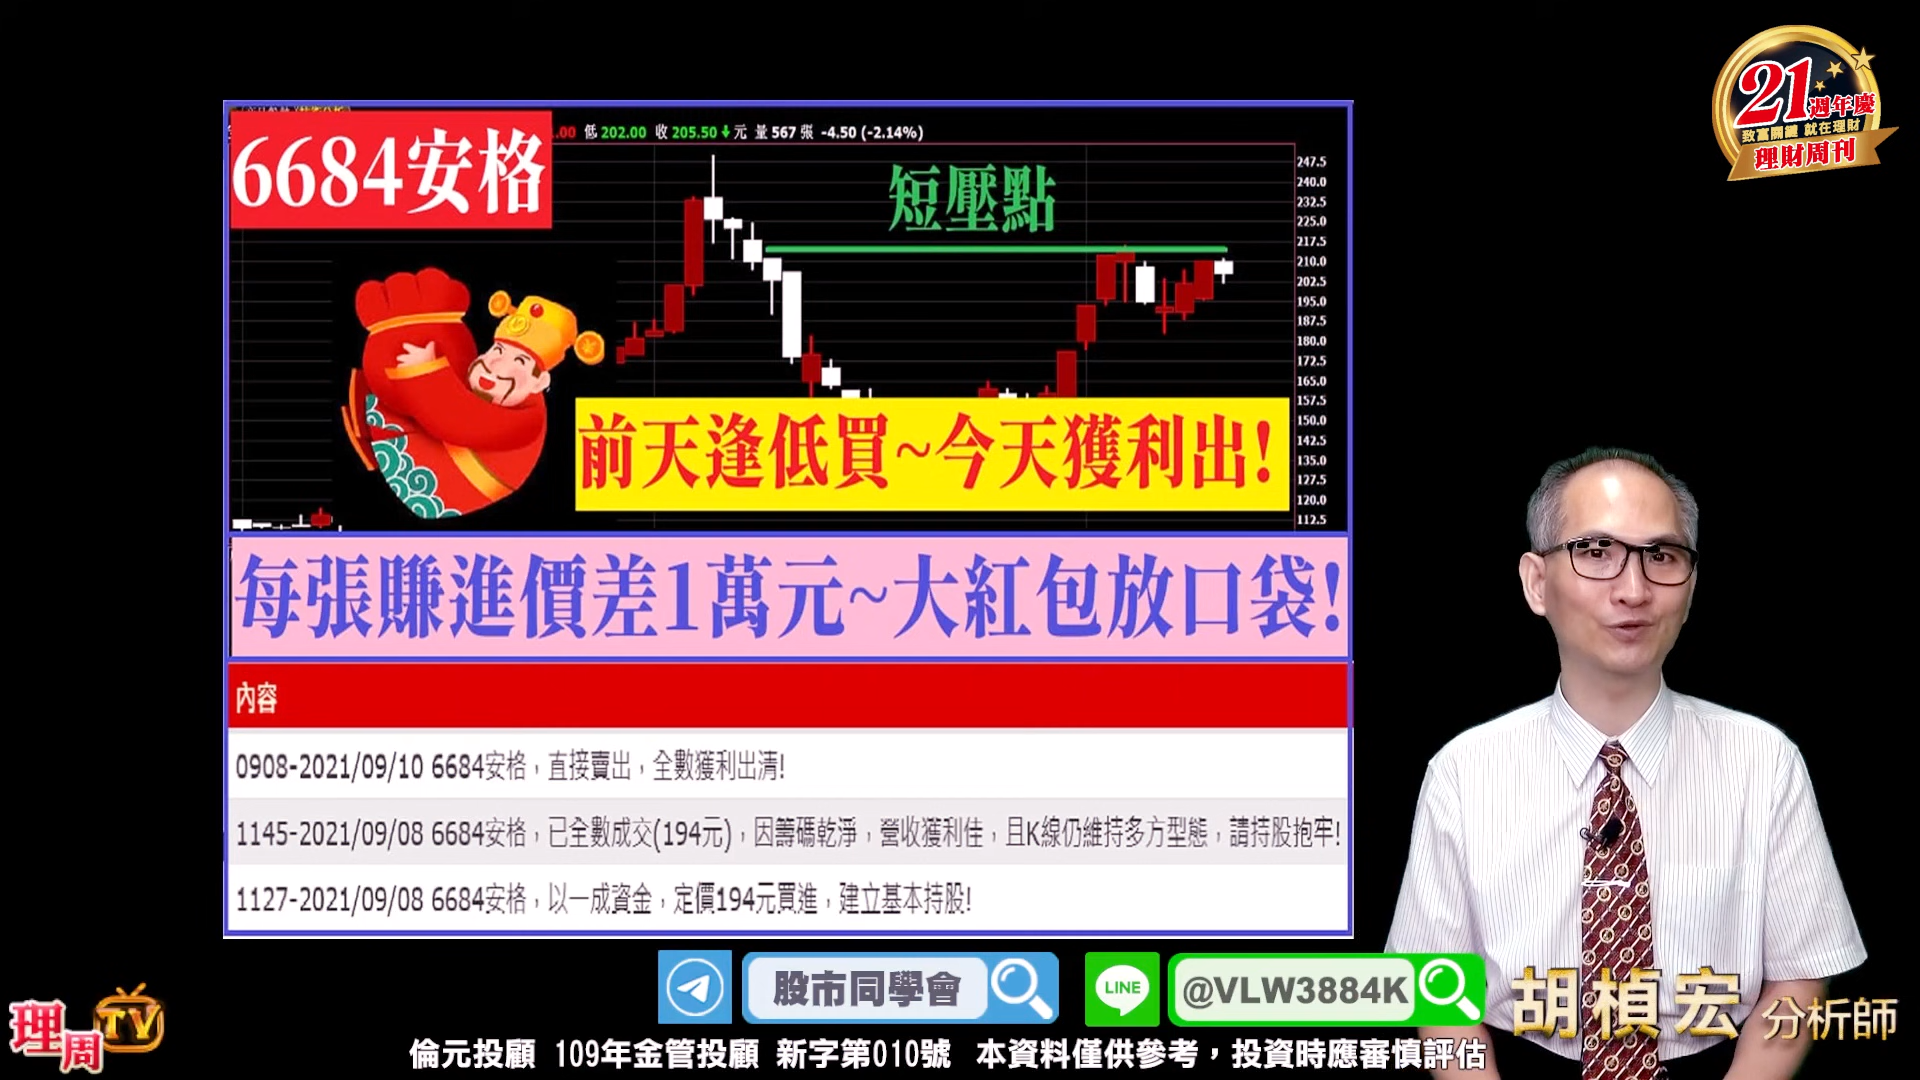 21週年慶
致富關鍵 就在理財
理財周刊
6684安格
.00 低 202.00 收 205.50 元 量 567 張 -4.50 (-2.14%)
短壓點
247.5
240.0
232.5
225.0
217.5
210.0
202.5
195.0
187.5
180.0
172.5
165.0
157.5
150.0
142.5
135.0
127.5
120.0
112.5
前天逢低買~今天獲利出!
每張賺進價差1萬元~大紅包放口袋!
內容
0908-2021/09/10 6684安格，直接賣出，全數獲利出清!
1145-2021/09/08 6684安格，已全數成交(194元)，因籌碼乾淨，營收獲利佳，且K線仍維持多方型態，請持股抱牢!
1127-2021/09/08 6684安格，以一成資金，定價194元買進，建立基本持股!
股市同學會
LINE
@VLW3884K
胡楨宏 分析師
理周TV
倫元投顧 109年金管投顧 新字第010號 本資料僅供參考，投資時應審慎評估